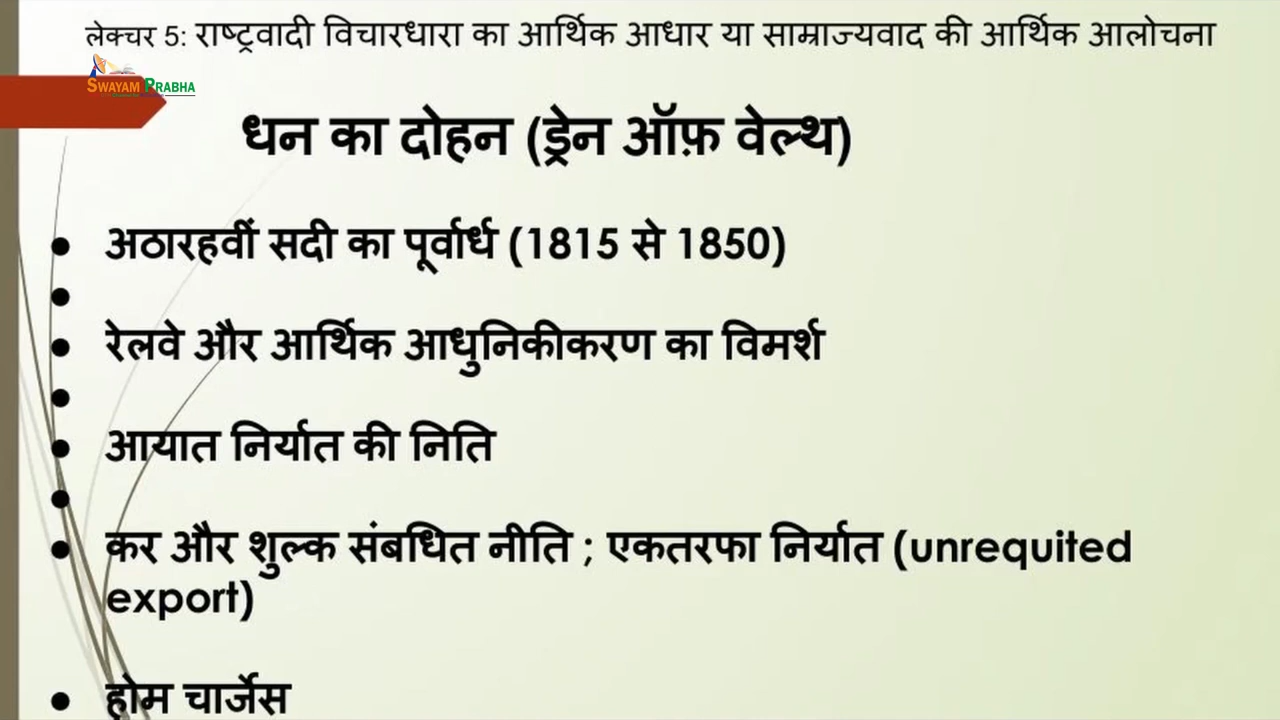 लेक्चर 5: राष्ट्रवादी विचारधारा का आर्थिक आधार या साम्राज्यवाद की आर्थिक आलोचना
SWAYAM PRABHA
धन का दोहन (ड्रेन ऑफ़ वेल्थ)
● अठारहवीं सदी का पूर्वार्ध (1815 से 1850)
●
● रेलवे और आर्थिक आधुनिकीकरण का विमर्श
●
● आयात निर्यात की निति
●
● कर और शुल्क संबधित नीति ; एकतरफा निर्यात (unrequited
export)
● होम चार्जेस